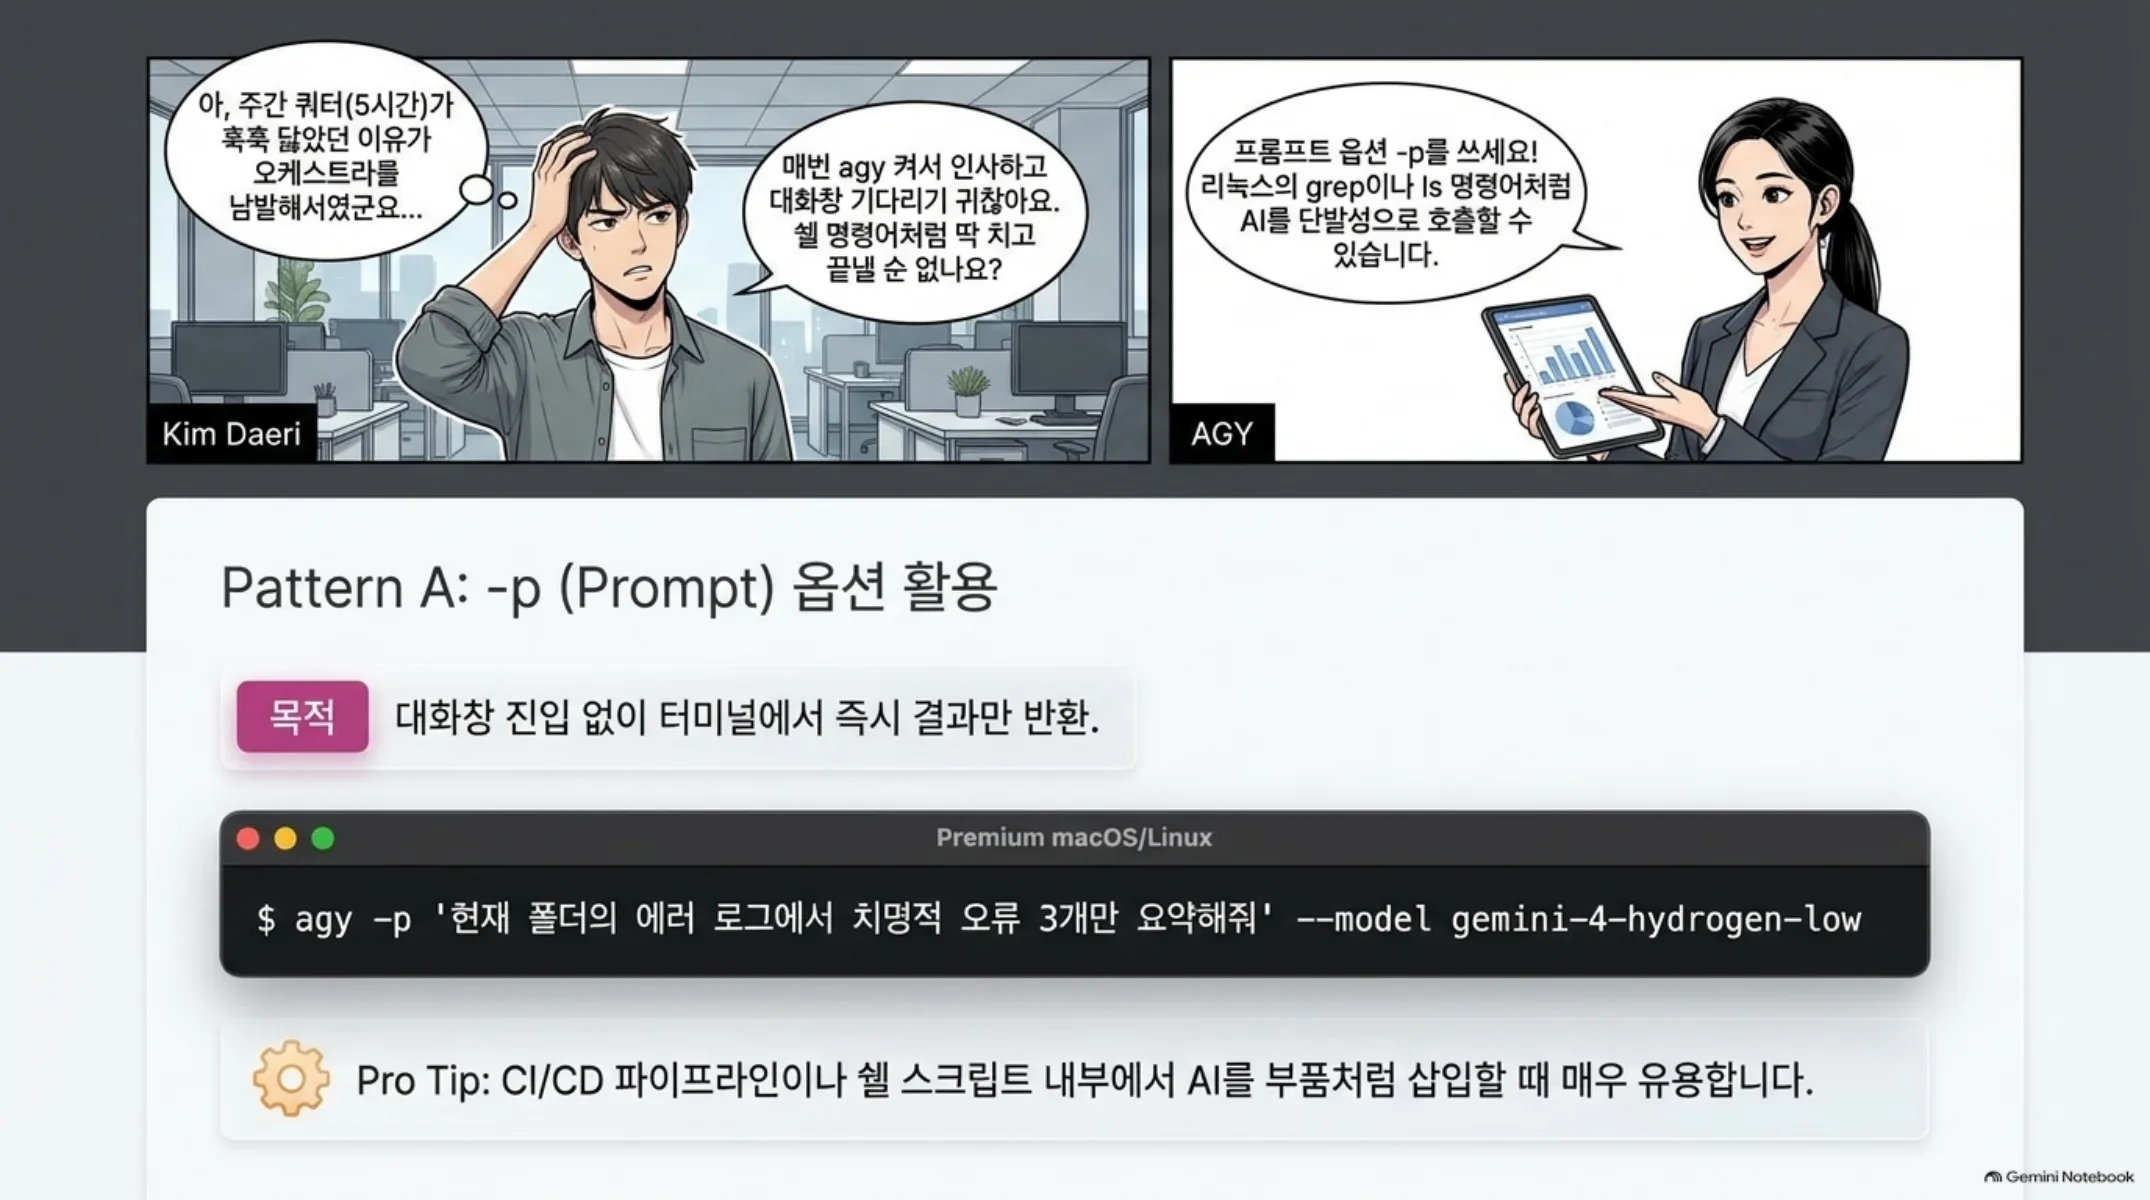 아, 주간 쿼터(5시간)가
훅훅 닳았던 이유가
오케스트라를
남발해서였군요...
매번 agy 켜서 인사하고
대화창 기다리기 귀찮아요.
쉘 명령어처럼 딱 치고
끝낼 순 없나요?
Kim Daeri
프롬프트 옵션 -p를 쓰세요!
리눅스의 grep이나 ls 명령어처럼
AI를 단발성으로 호출할 수
있습니다.
AGY
Pattern A: -p (Prompt) 옵션 활용
목적 대화창 진입 없이 터미널에서 즉시 결과만 반환.
Premium macOS/Linux
$ agy -p '현재 폴더의 에러 로그에서 치명적 오류 3개만 요약해줘' --model gemini-4-hydrogen-low
Pro Tip: CI/CD 파이프라인이나 쉘 스크립트 내부에서 AI를 부품처럼 삽입할 때 매우 유용합니다.
Gemini Notebook